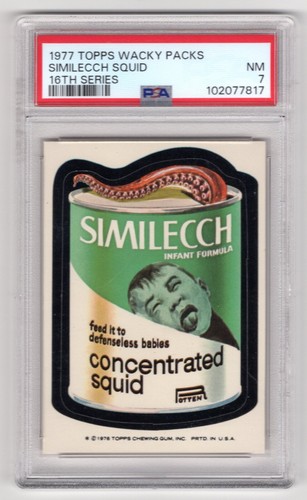 1977 TOPPS WACKY PACKS
SIMILECCH SQUID
16TH SERIES
NM
7
PSA
102077817
SIMILECCH
INFANT FORMULA
feed it to
defenseless babies
concentrated
squid
ROTTEN
* © 1976 TOPPS CHEWING GUM, INC. PRTD. IN U.S.A.